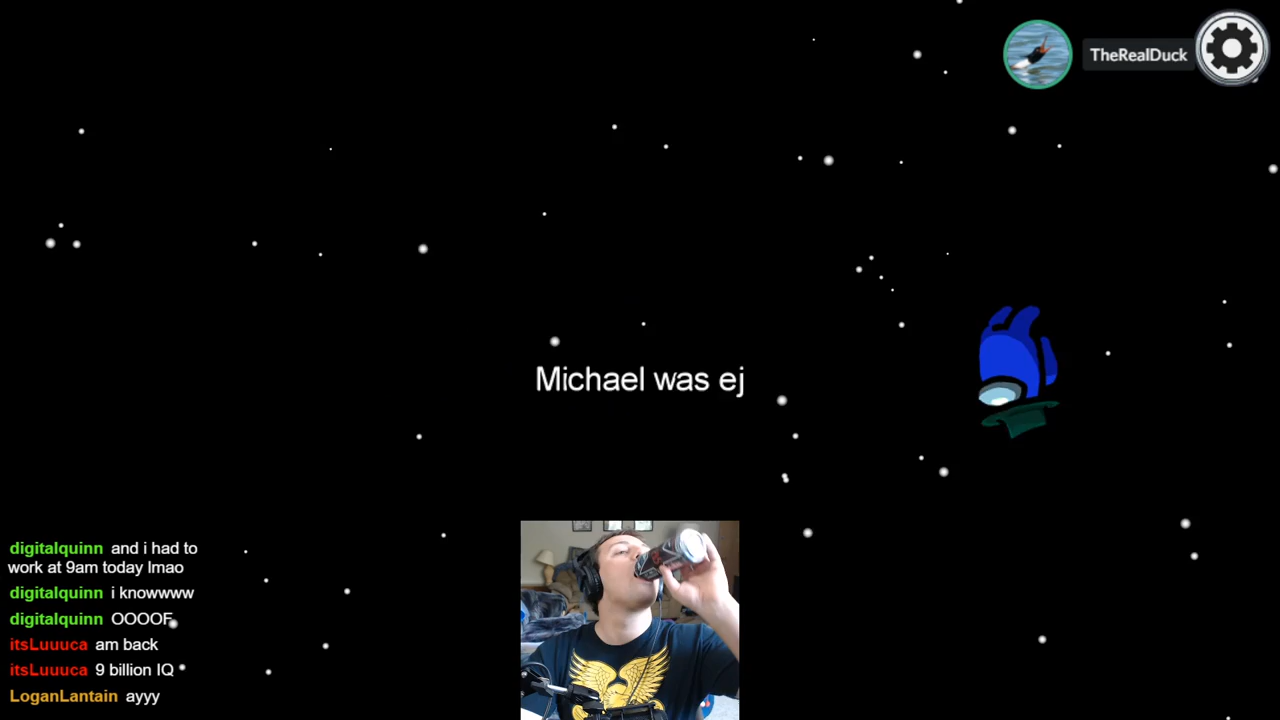 TheRealDuck
Michael was ej
digitalquinn and i had to
work at 9am today lmao
digitalquinn i knowwww
digitalquinn OOOOF
itsLuuuca am back
itsLuuuca 9 billion IQ
LoganLantain ayyy